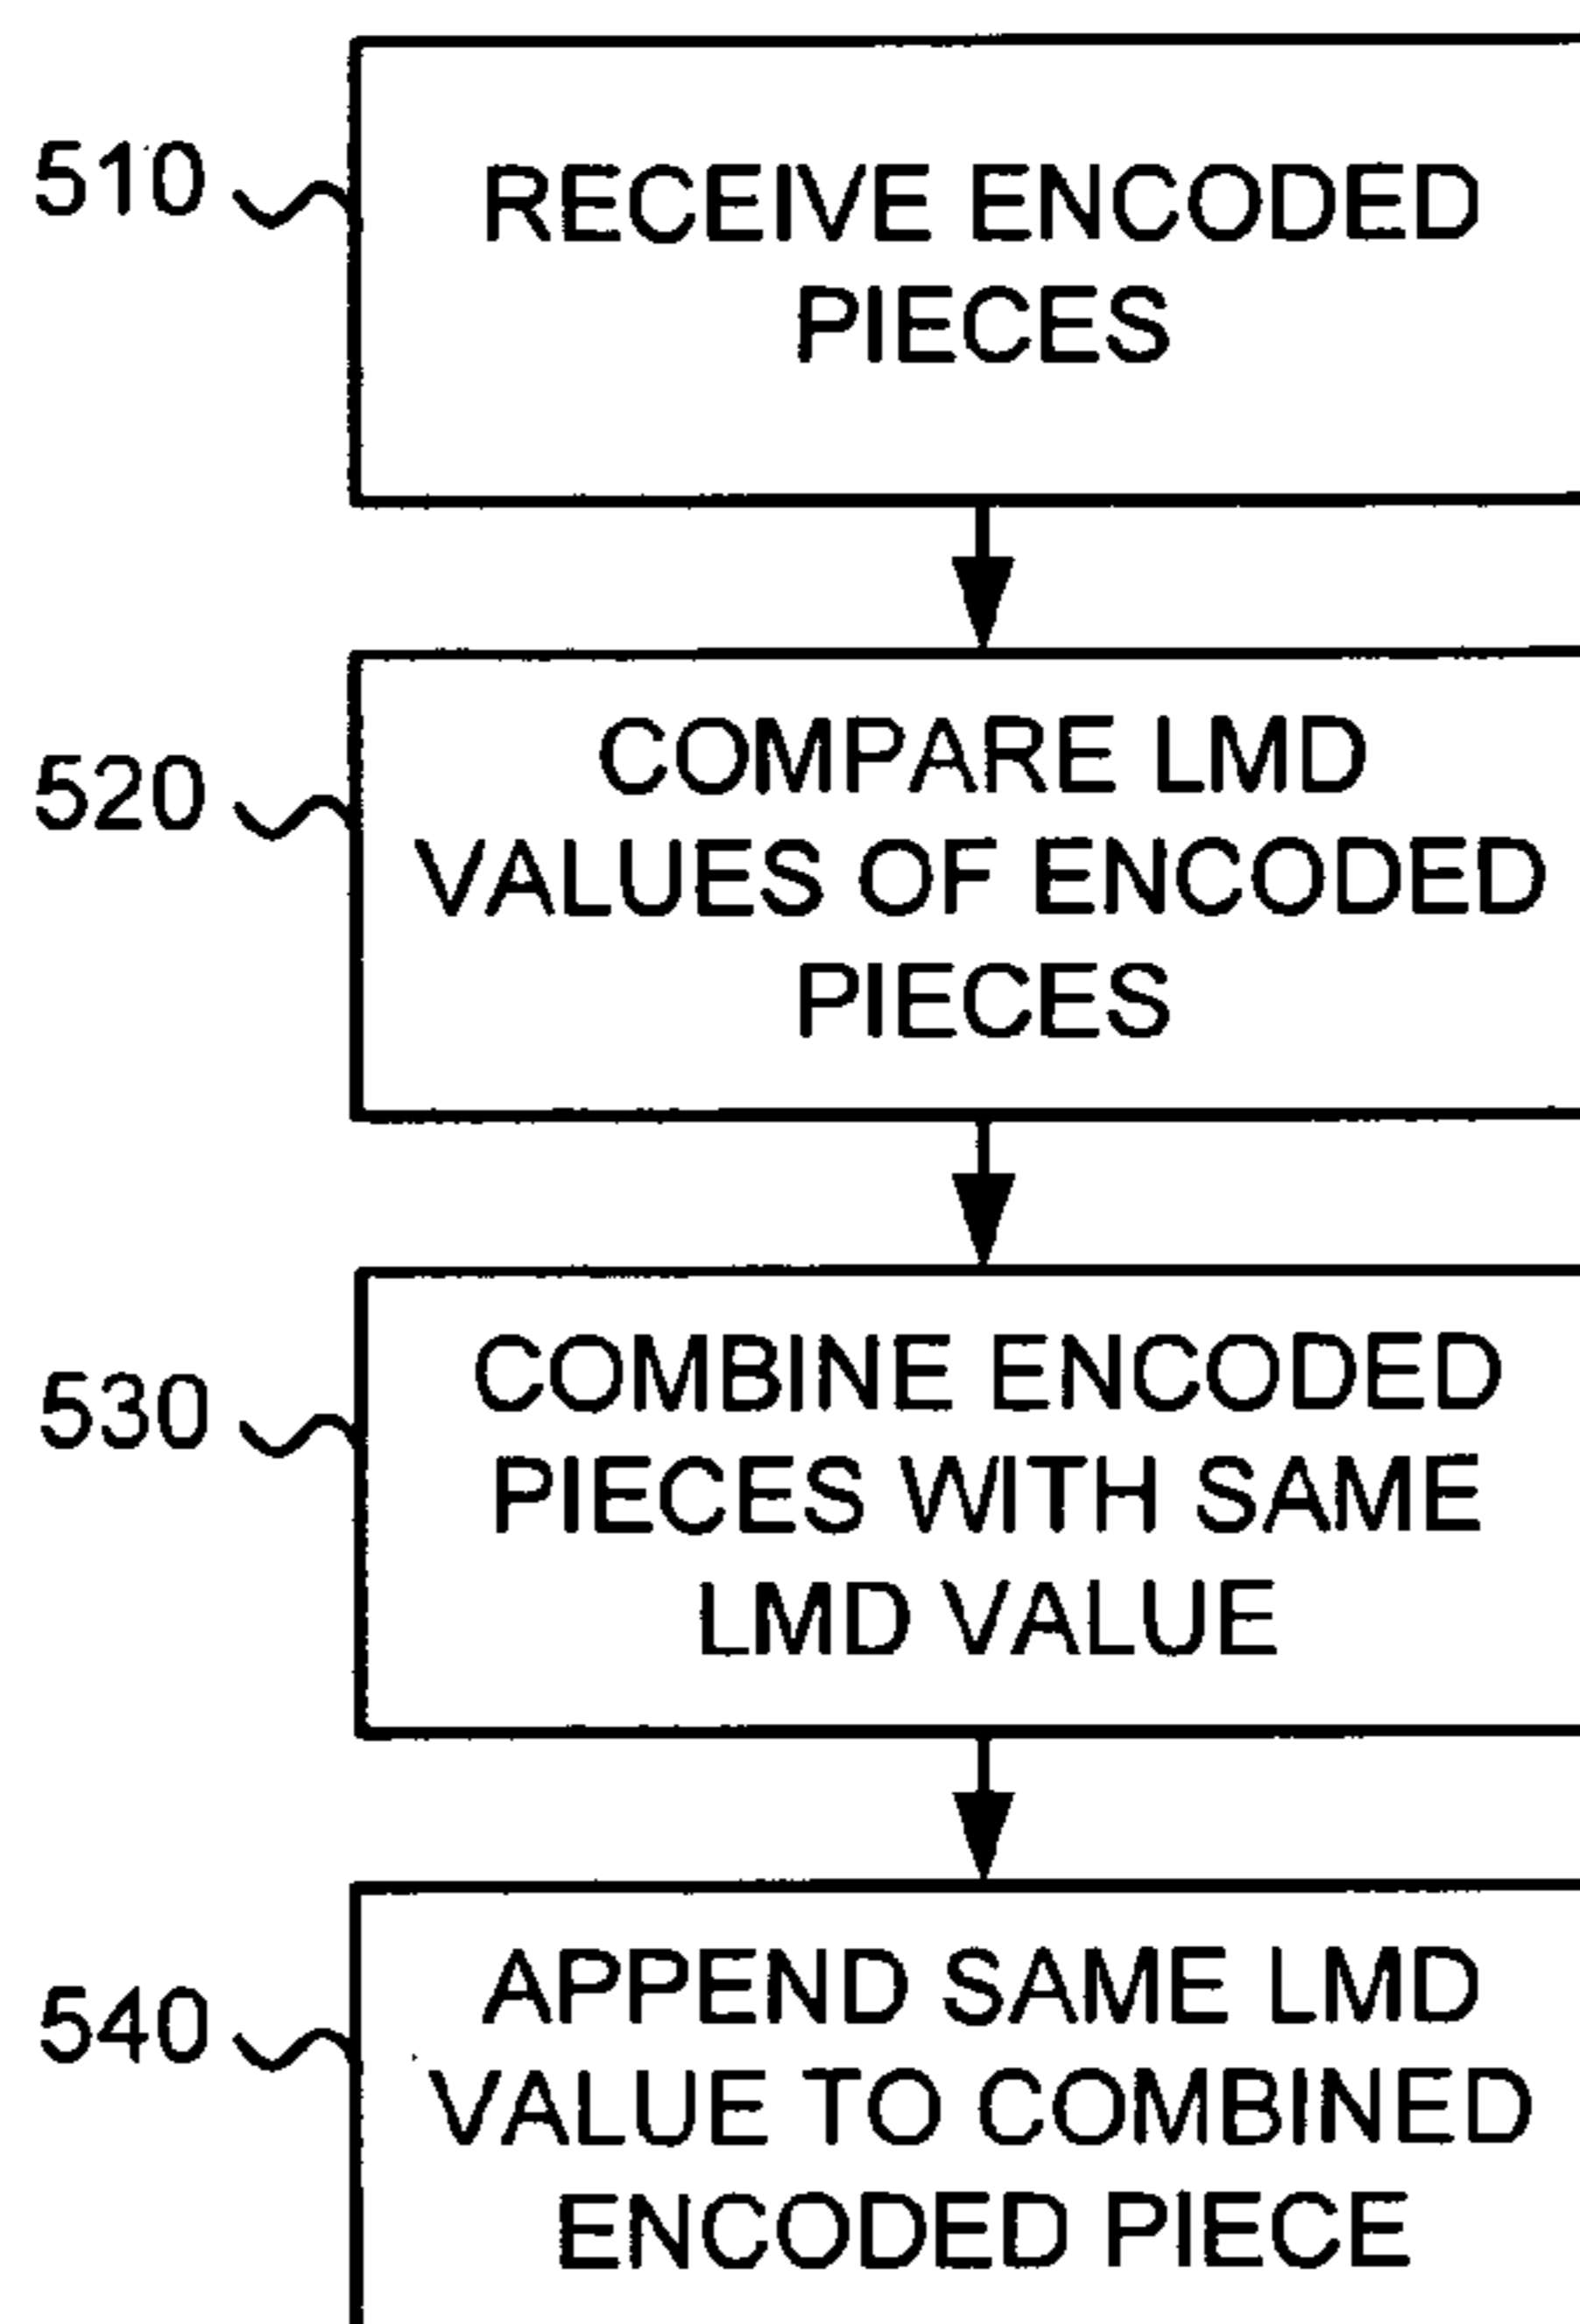 510
RECEIVE ENCODED
PIECES
520
COMPARE LMD
VALUES OF ENCODED
PIECES
530
COMBINE ENCODED
PIECES WITH SAME
LMD VALUE
540
APPEND SAME LMD
VALUE TO COMBINED
ENCODED PIECE